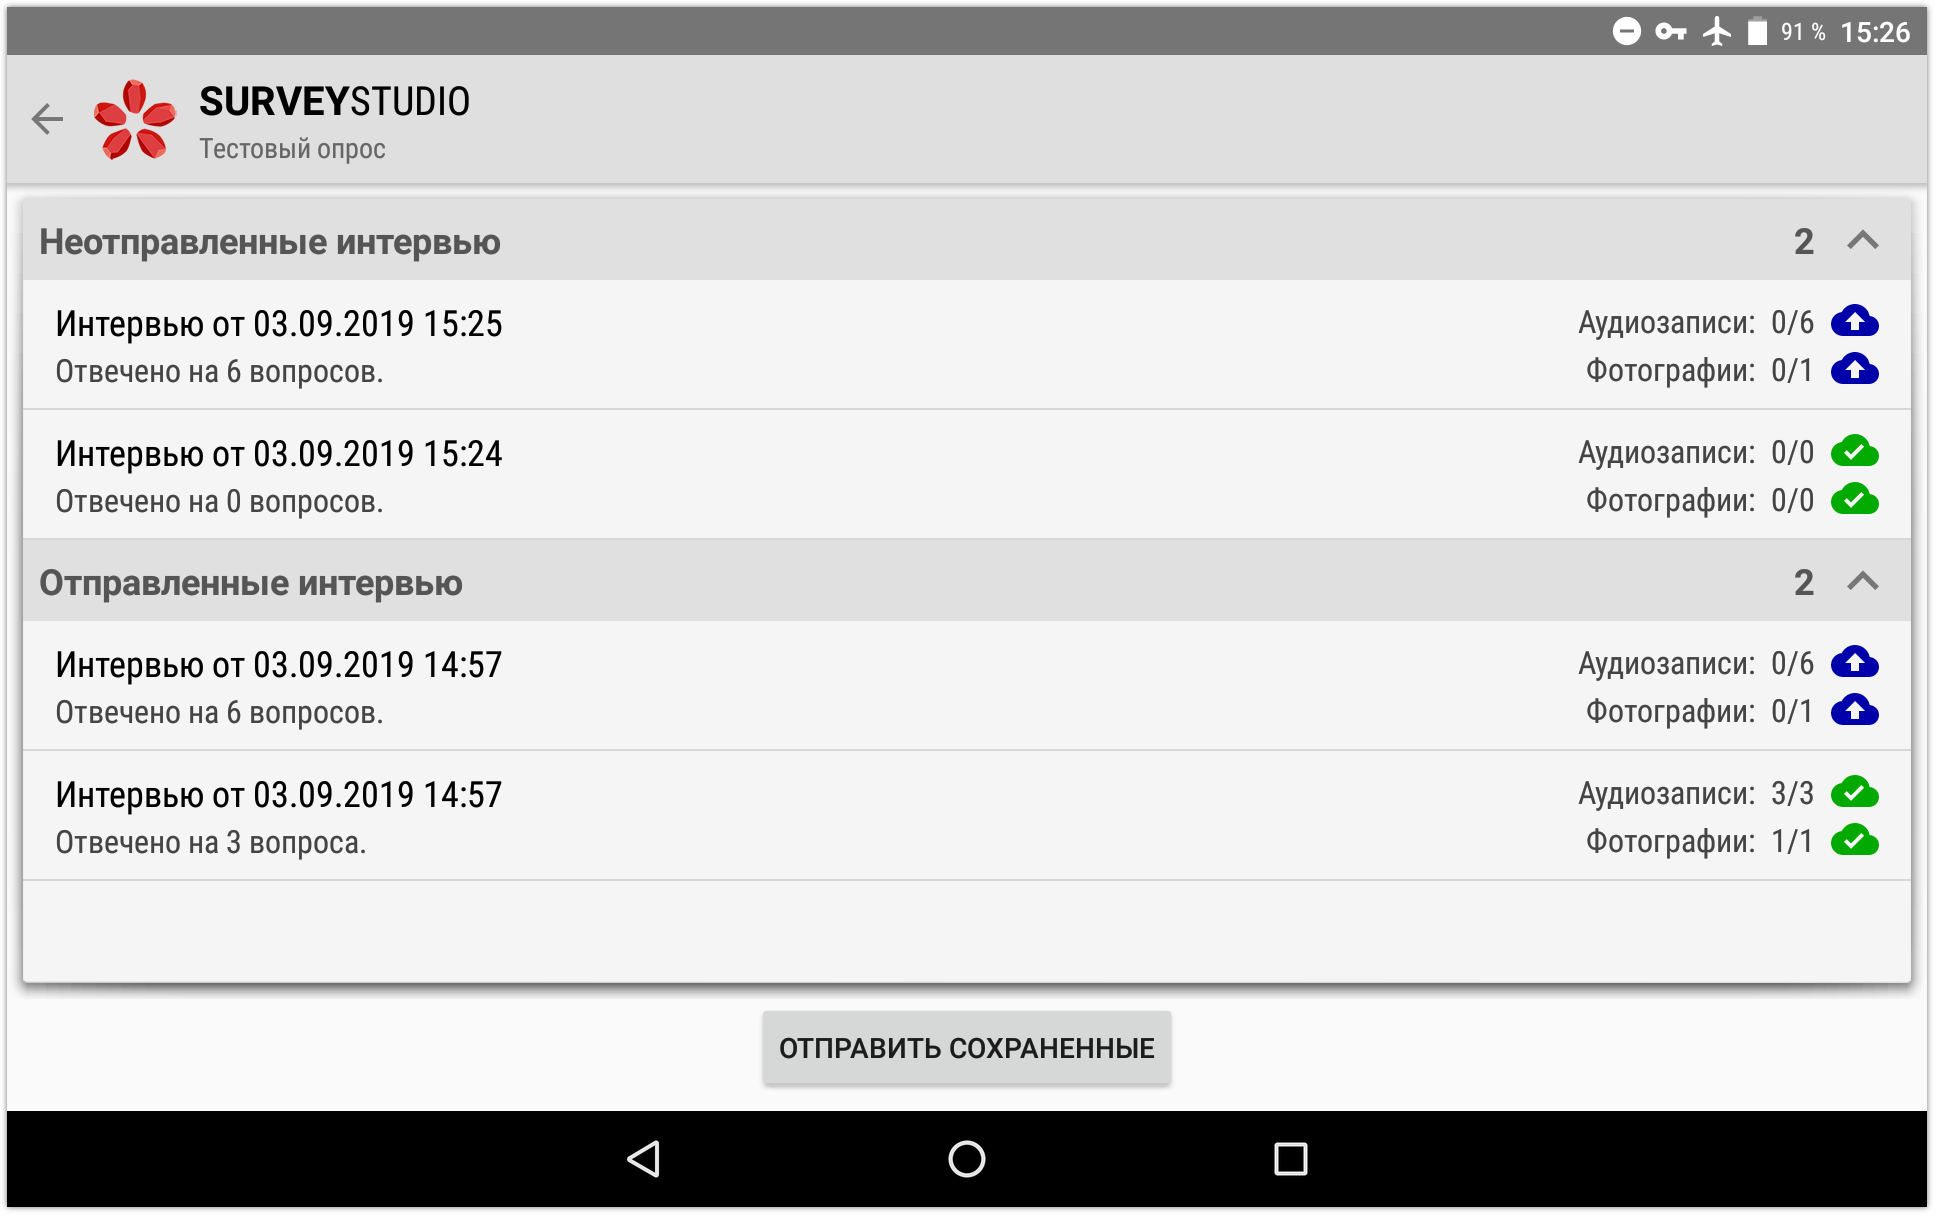 91 % 15:26
SURVEYSTUDIO
Тестовый опрос
Неотправленные интервью 2
Интервью от 03.09.2019 15:25 Аудиозаписи: 0/6
Отвечено на 6 вопросов. Фотографии: 0/1
Интервью от 03.09.2019 15:24 Аудиозаписи: 0/0
Отвечено на 0 вопросов. Фотографии: 0/0
Отправленные интервью 2
Интервью от 03.09.2019 14:57 Аудиозаписи: 0/6
Отвечено на 6 вопросов. Фотографии: 0/1
Интервью от 03.09.2019 14:57 Аудиозаписи: 3/3
Отвечено на 3 вопроса. Фотографии: 1/1
ОТПРАВИТЬ СОХРАНЕННЫЕ